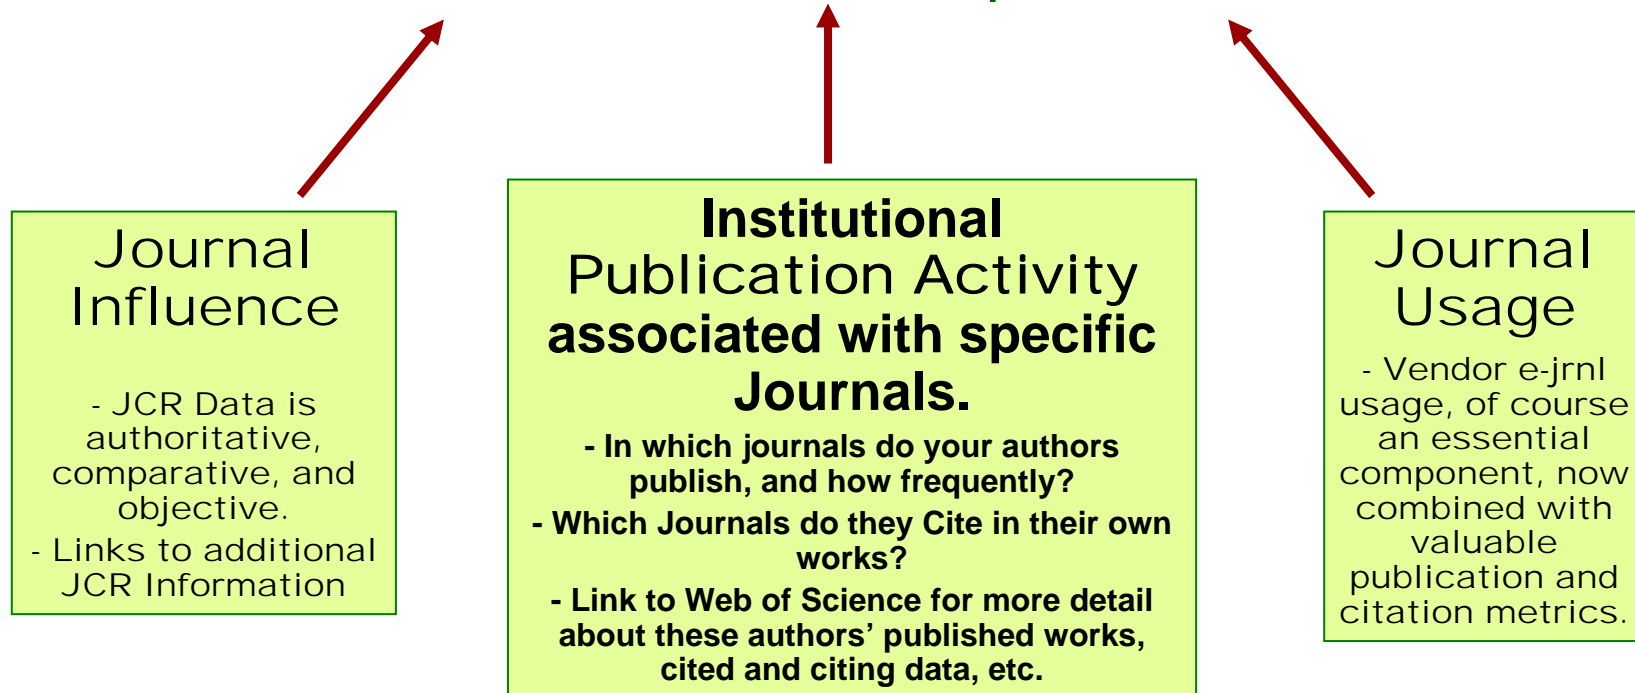 Journal
Influence
- JCR Data is
authoritative,
comparative, and
objective.
- Links to additional
JCR Information
Institutional
Publication Activity
associated with specific
Journals.
- In which journals do your authors
publish, and how frequently?
- Which Journals do they Cite in their own
works?
- Link to Web of Science for more detail
about these authors’ published works,
cited and citing data, etc.
Journal
Usage
- Vendor e-jrnl
usage, of course
an essential
component, now
combined with
valuable
publication and
citation metrics.